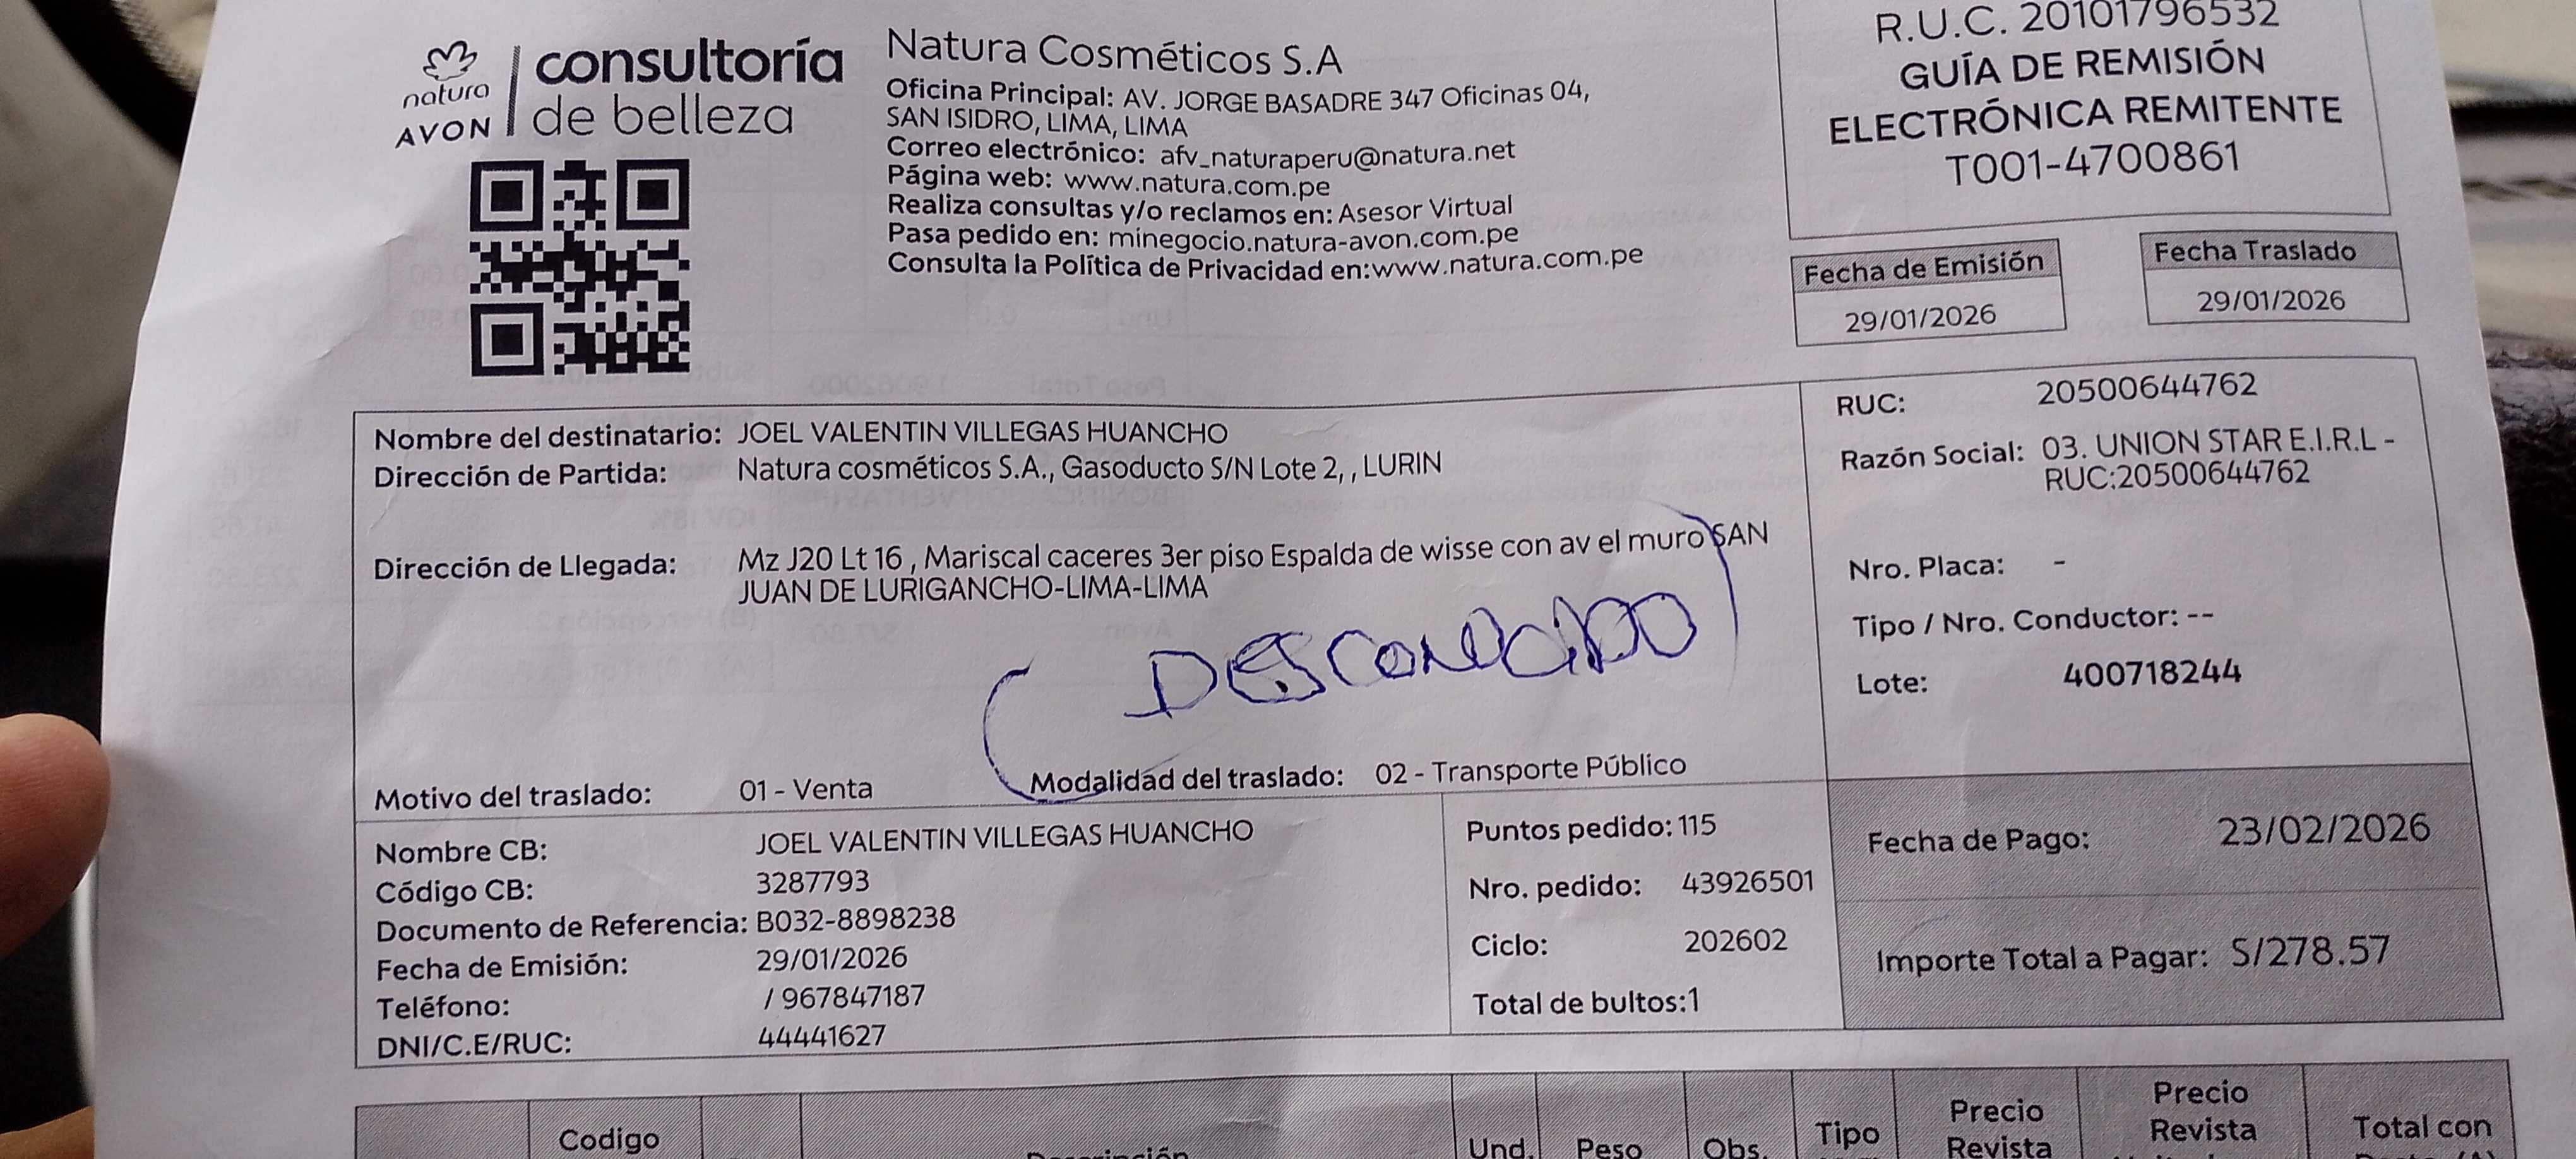 natura
AVON
consultoría
de belleza
Natura Cosméticos S.A
Oficina Principal: AV. JORGE BASADRE 347 Oficinas 04,
SAN ISIDRO, LIMA, LIMA
Correo electrónico: afv_naturaperu@natura.net
Página web: www.natura.com.pe
Realiza consultas y/o reclamos en: Asesor Virtual
Pasa pedido en: minegocio.natura-avon.com.pe
Consulta la Política de Privacidad en:www.natura.com.pe
R.U.C. 20101796532
GUÍA DE REMISIÓN
ELECTRÓNICA REMITENTE
T001-4700861
Fecha de Emisión
29/01/2026
Fecha Traslado
29/01/2026
Nombre del destinatario: JOEL VALENTIN VILLEGAS HUANCHO
Dirección de Partida: Natura cosméticos S.A., Gasoducto S/N Lote 2, , LURIN
Dirección de Llegada: Mz J20 Lt 16 , Mariscal caceres 3er piso Espalda de wisse con av el muro SAN
JUAN DE LURIGANCHO-LIMA-LIMA
DESCONOCIDO
Motivo del traslado: 01 - Venta
Modalidad del traslado: 02 - Transporte Público
RUC: 20500644762
Razón Social: 03. UNION STAR E.I.R.L -
RUC:20500644762
Nro. Placa: -
Tipo / Nro. Conductor: --
Lote: 400718244
Nombre CB: JOEL VALENTIN VILLEGAS HUANCHO
Código CB: 3287793
Documento de Referencia: B032-8898238
Fecha de Emisión: 29/01/2026
Teléfono: / 967847187
DNI/C.E/RUC: 44441627
Puntos pedido: 115
Nro. pedido: 43926501
Ciclo: 202602
Total de bultos:1
Fecha de Pago: 23/02/2026
Importe Total a Pagar: S/278.57
Codigo
Descripción
Und.
Peso
Obs.
Tipo
Precio
Revista
Precio
Revista
Total con